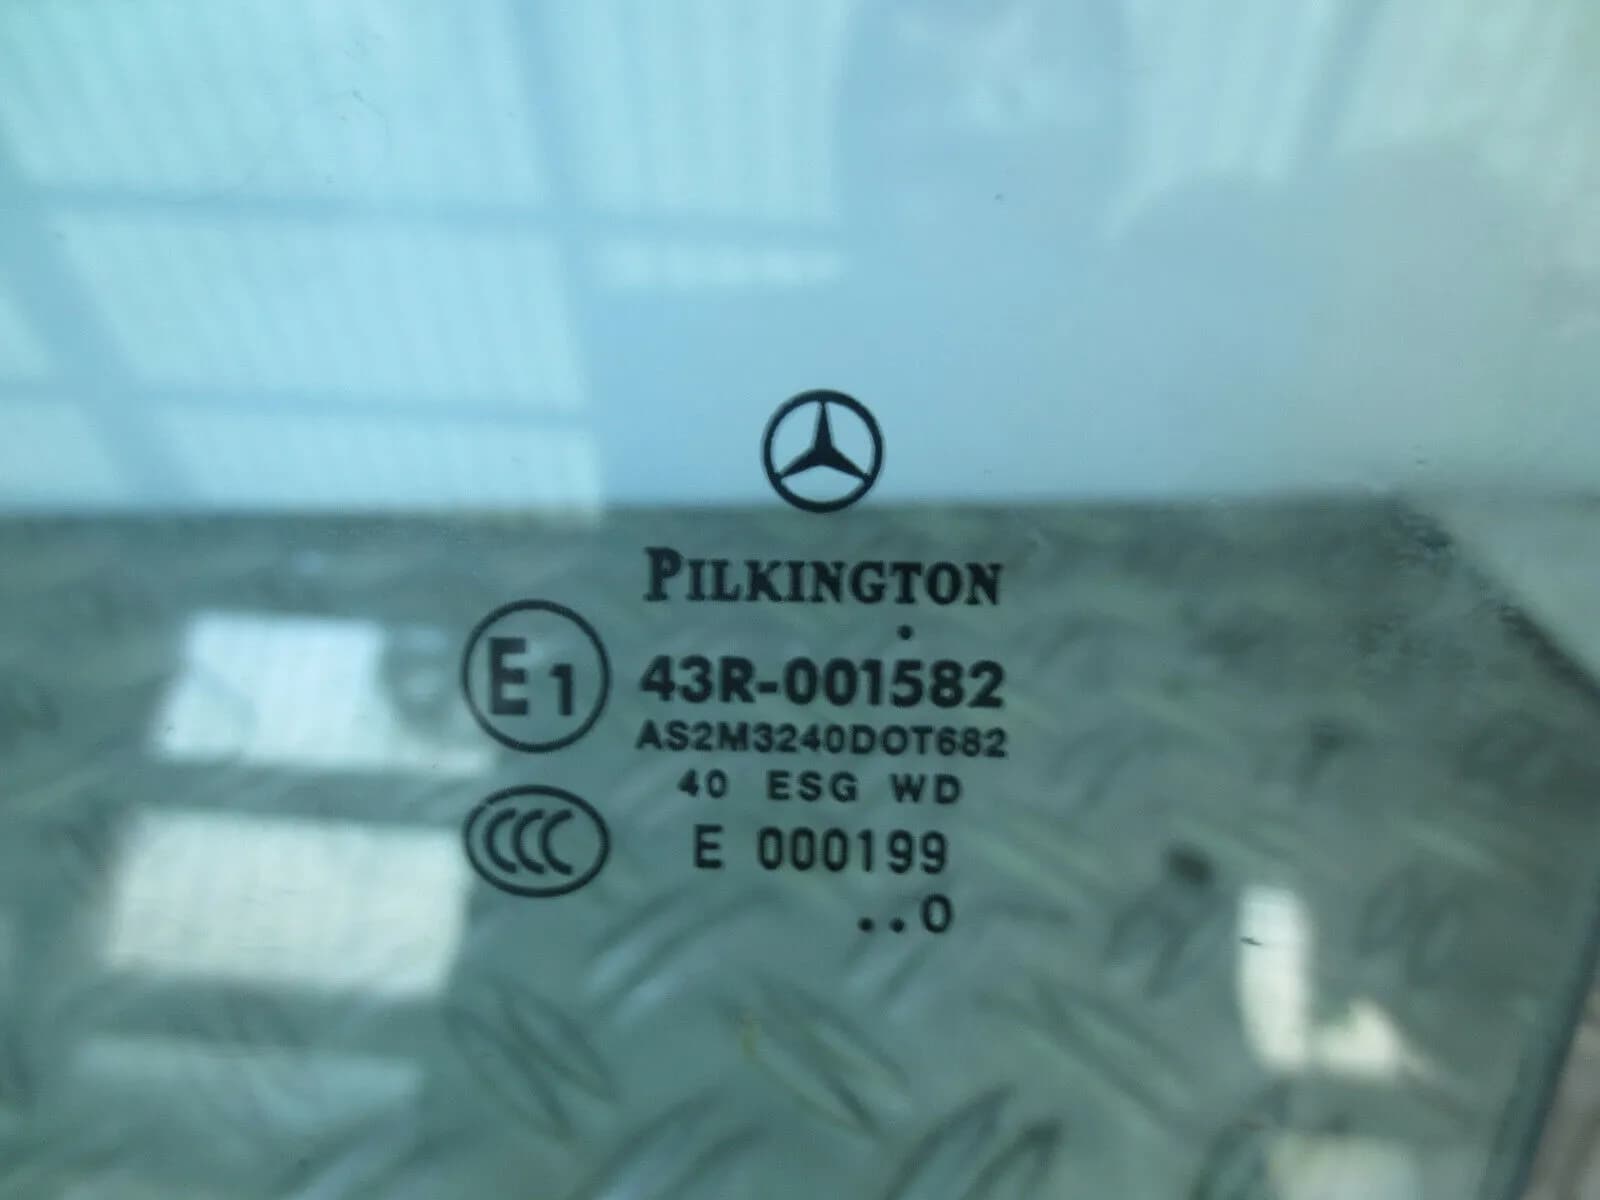 PILKINGTON
.
E1 43R-001582
AS2M3240DOT682
40 ESG WD
CCC E 000199
..0